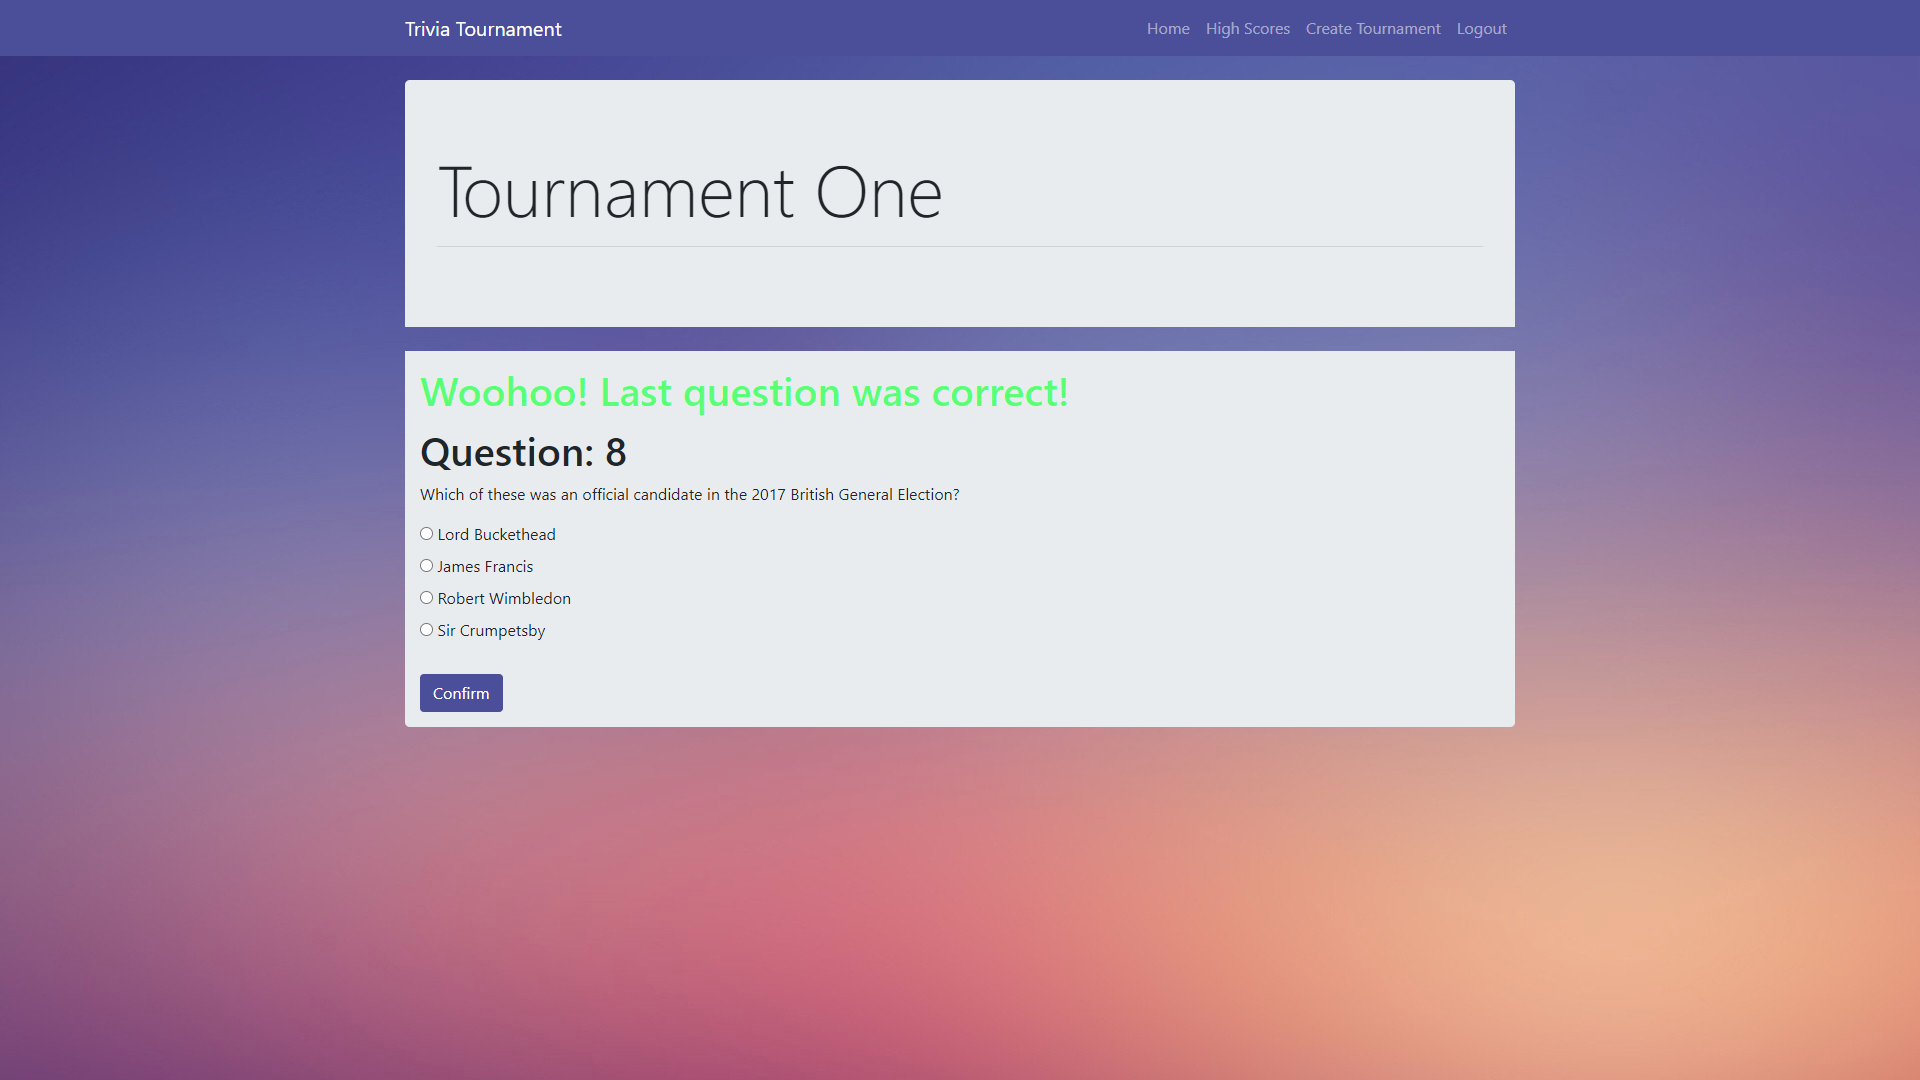 Trivia Tournament Home High Scores Create Tournament Logout
Tournament One
Woohoo! Last question was correct!
Question: 8
Which of these was an official candidate in the 2017 British General Election?
Lord Buckethead
James Francis
Robert Wimbledon
Sir Crumpetsby
Confirm